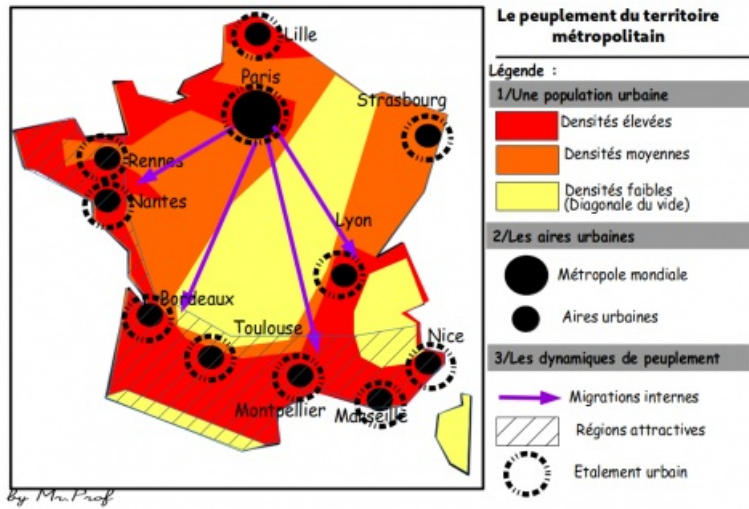 Lille
Paris
Strasbourg
Rennes
Nantes
Lyon
Bordeaux
Toulouse
Nice
Montpellier
Marseille
by Mr.Prof
Le peuplement du territoire
métropolitain
Légende :
1/Une population urbaine
Densités élevées
Densités moyennes
Densités faibles
(Diagonale du vide)
2/Les aires urbaines
Métropole mondiale
Aires urbaines
3/Les dynamiques de peuplement
Migrations internes
Régions attractives
Etalement urbain